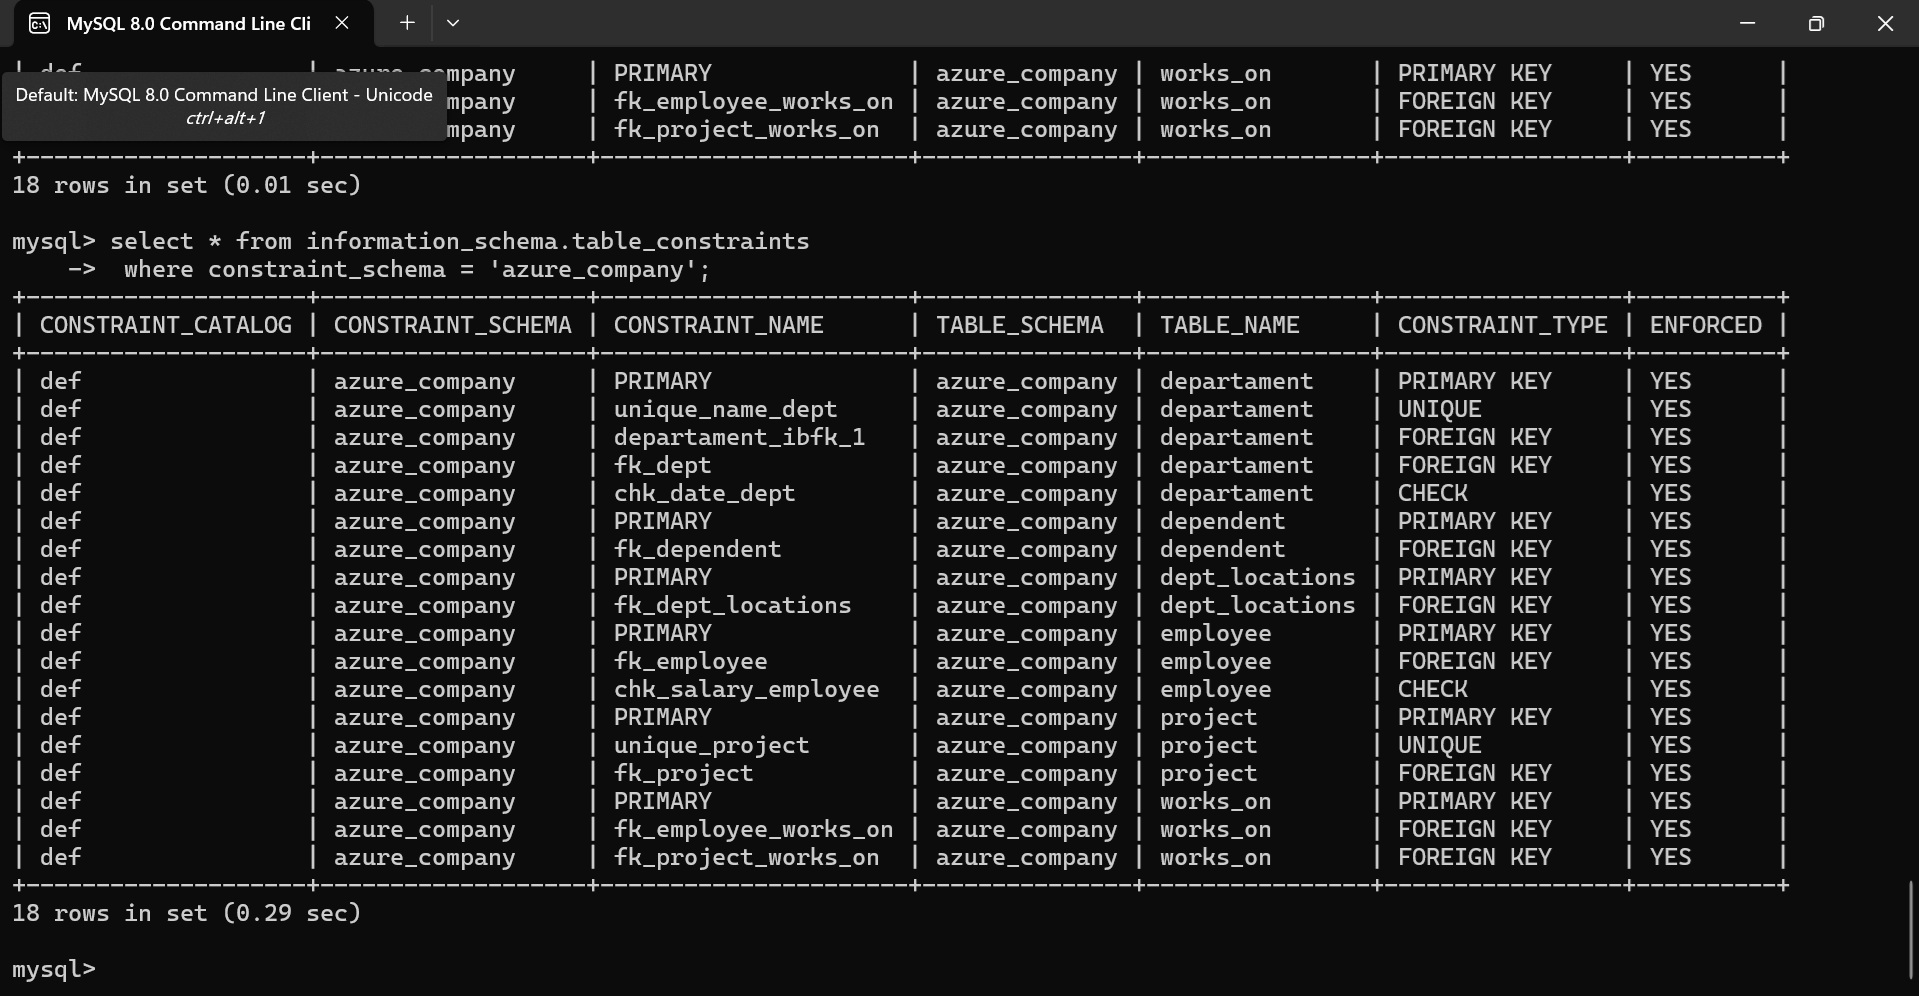 MySQL 8.0 Command Line Cli
| PRIMARY | azure_company | works_on | PRIMARY KEY | YES |
Default: MySQL 8.0 Command Line Client - Unicode
ctrl+alt+1
| fk_employee_works_on | azure_company | works_on | FOREIGN KEY | YES |
| fk_project_works_on | azure_company | works_on | FOREIGN KEY | YES |
18 rows in set (0.01 sec)
mysql> select * from information_schema.table_constraints
-> where constraint_schema = 'azure_company';
| CONSTRAINT_CATALOG | CONSTRAINT_SCHEMA | CONSTRAINT_NAME | TABLE_SCHEMA | TABLE_NAME | CONSTRAINT_TYPE | ENFORCED |
| def | azure_company | PRIMARY | azure_company | departament | PRIMARY KEY | YES |
| def | azure_company | unique_name_dept | azure_company | departament | UNIQUE | YES |
| def | azure_company | departament_ibfk_1 | azure_company | departament | FOREIGN KEY | YES |
| def | azure_company | fk_dept | azure_company | departament | FOREIGN KEY | YES |
| def | azure_company | chk_date_dept | azure_company | departament | CHECK | YES |
| def | azure_company | PRIMARY | azure_company | dependent | PRIMARY KEY | YES |
| def | azure_company | fk_dependent | azure_company | dependent | FOREIGN KEY | YES |
| def | azure_company | PRIMARY | azure_company | dept_locations | PRIMARY KEY | YES |
| def | azure_company | fk_dept_locations | azure_company | dept_locations | FOREIGN KEY | YES |
| def | azure_company | PRIMARY | azure_company | employee | PRIMARY KEY | YES |
| def | azure_company | fk_employee | azure_company | employee | FOREIGN KEY | YES |
| def | azure_company | chk_salary_employee | azure_company | employee | CHECK | YES |
| def | azure_company | PRIMARY | azure_company | project | PRIMARY KEY | YES |
| def | azure_company | unique_project | azure_company | project | UNIQUE | YES |
| def | azure_company | fk_project | azure_company | project | FOREIGN KEY | YES |
| def | azure_company | PRIMARY | azure_company | works_on | PRIMARY KEY | YES |
| def | azure_company | fk_employee_works_on | azure_company | works_on | FOREIGN KEY | YES |
| def | azure_company | fk_project_works_on | azure_company | works_on | FOREIGN KEY | YES |
18 rows in set (0.29 sec)
mysql>